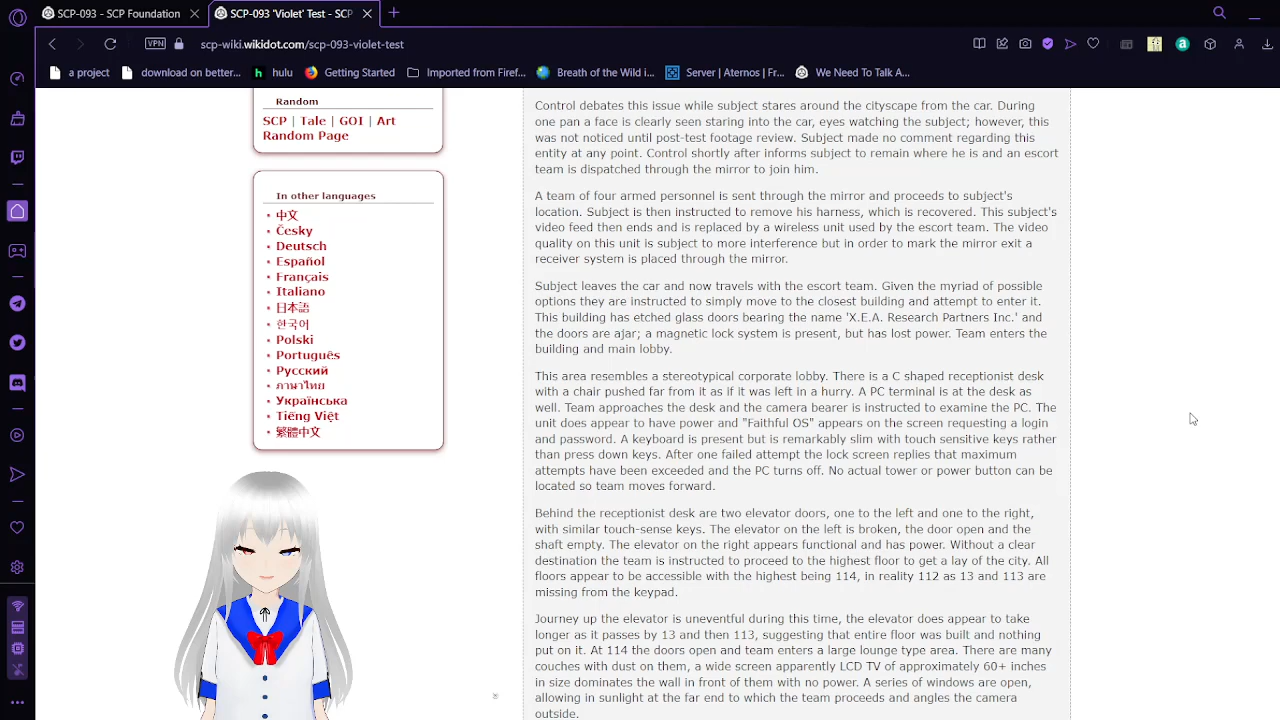 SCP-093 - SCP Foundation
SCP-093 'Violet' Test - SCP
VPN
scp-wiki.wikidot.com/scp-093-violet-test
a project
download on better...
hulu
Getting Started
Imported from Firef...
Breath of the Wild i...
Server | Aternos | Fr...
We Need To Talk A...
Random
SCP | Tale | GOI | Art
Random Page
In other languages
中文
Česky
Deutsch
Español
Français
Italiano
日本語
한국어
Polski
Português
Русский
ภาษาไทย
Українська
Tiếng Việt
繁體中文
Control debates this issue while subject stares around the cityscape from the car. During
one pan a face is clearly seen staring into the car, eyes watching the subject; however, this
was not noticed until post-test footage review. Subject made no comment regarding this
entity at any point. Control shortly after informs subject to remain where he is and an escort
team is dispatched through the mirror to join him.
A team of four armed personnel is sent through the mirror and proceeds to subject's
location. Subject is then instructed to remove his harness, which is recovered. This subject's
video feed then ends and is replaced by a wireless unit used by the escort team. The video
quality on this unit is subject to more interference but in order to mark the mirror exit a
receiver system is placed through the mirror.
Subject leaves the car and now travels with the escort team. Given the myriad of possible
options they are instructed to simply move to the closest building and attempt to enter it.
This building has etched glass doors bearing the name 'X.E.A. Research Partners Inc.' and
the doors are ajar; a magnetic lock system is present, but has lost power. Team enters the
building and main lobby.
This area resembles a stereotypical corporate lobby. There is a C shaped receptionist desk
with a chair pushed far from it as if it was left in a hurry. A PC terminal is at the desk as
well. Team approaches the desk and the camera bearer is instructed to examine the PC. The
unit does appear to have power and "Faithful OS" appears on the screen requesting a login
and password. A keyboard is present but is remarkably slim with touch sensitive keys rather
than press down keys. After one failed attempt the lock screen replies that maximum
attempts have been exceeded and the PC turns off. No actual tower or power button can be
located so team moves forward.
Behind the receptionist desk are two elevator doors, one to the left and one to the right,
with similar touch-sense keys. The elevator on the left is broken, the door open and the
shaft empty. The elevator on the right appears functional and has power. Without a clear
destination the team is instructed to proceed to the highest floor to get a lay of the city. All
floors appear to be accessible with the highest being 114, in reality 112 as 13 and 113 are
missing from the keypad.
Journey up the elevator is uneventful during this time, the elevator does appear to take
longer as it passes by 13 and then 113, suggesting that entire floor was built and nothing
put on it. At 114 the doors open and team enters a large lounge type area. There are many
couches with dust on them, a wide screen apparently LCD TV of approximately 60+ inches
in size dominates the wall in front of them with no power. A series of windows are open,
allowing in sunlight at the far end to which the team proceeds and angles the camera
outside.